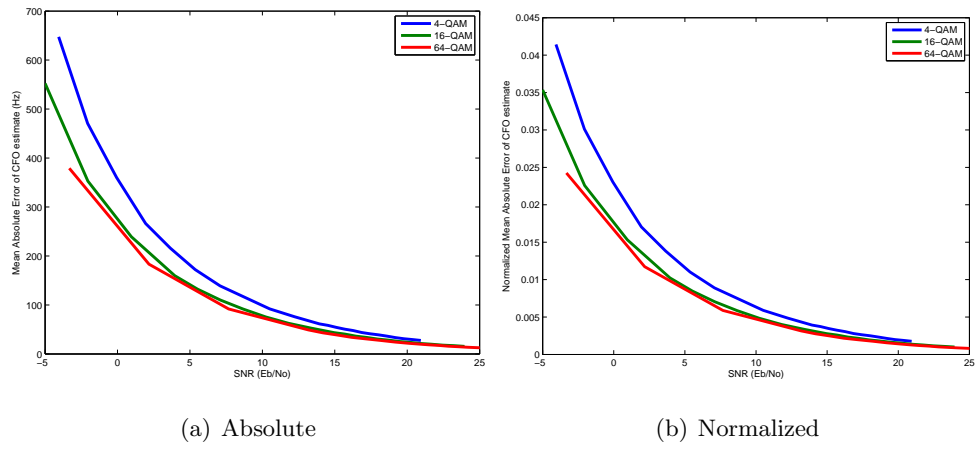 700
600
500
400
300
200
100
0
Mean Absolute Error of CFO estimate (Hz)
4−QAM
16−QAM
64−QAM
−5 0 5 10 15 20 25
SNR (Eb/No)
(a) Absolute
0.045
0.04
0.035
0.03
0.025
0.02
0.015
0.01
0.005
0
Normalized Mean Absolute Error of CFO estimate
4−QAM
16−QAM
64−QAM
−5 0 5 10 15 20 25
SNR (Eb/No)
(b) Normalized